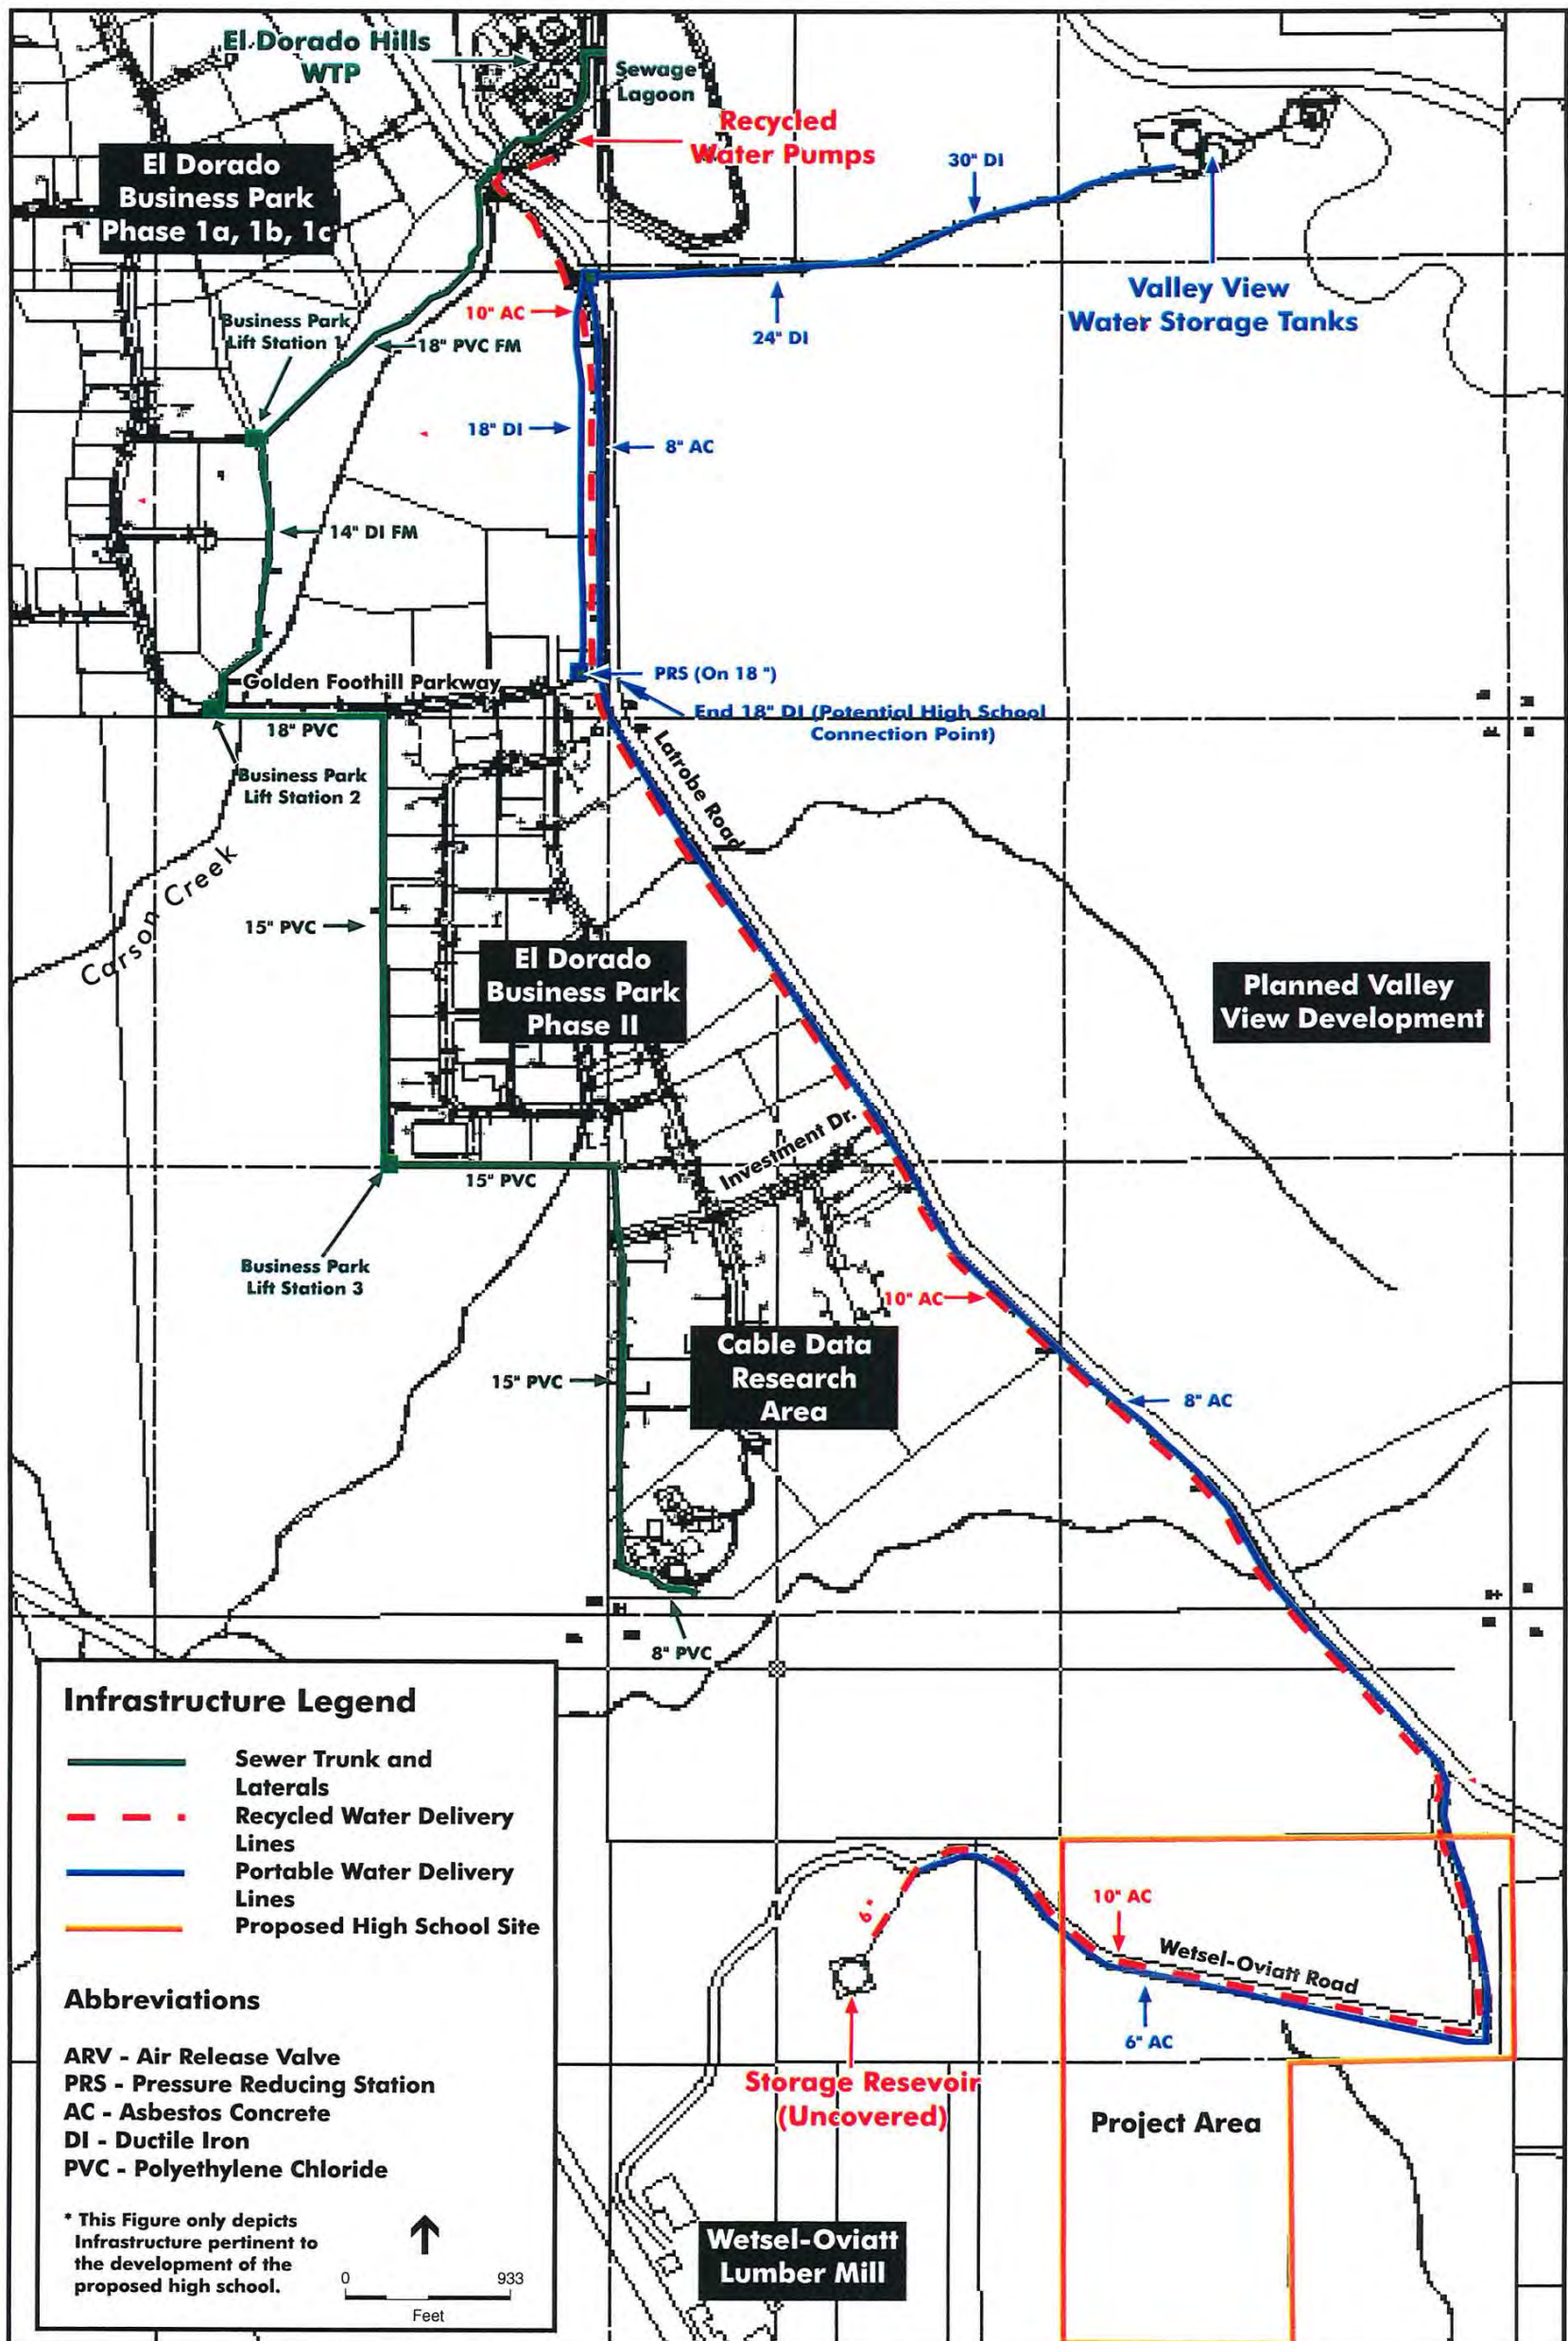 El Dorado Hills
WTP
Sewage
Lagoon
Recycled
Water Pumps
El Dorado
Business Park
Phase 1a, 1b, 1c
30" DI
Valley View
Water Storage Tanks
24" DI
10" AC
Business Park
Lift Station 1
18" PVC FM
18" DI
8" AC
14" DI FM
Golden Foothill Parkway
PRS (On 18 ")
End 18" DI (Potential High School
Connection Point)
18" PVC
Business Park
Lift Station 2
Latrobe Road
Carson Creek
15" PVC
El Dorado
Business Park
Phase II
Planned Valley
View Development
Investment Dr.
15" PVC
Business Park
Lift Station 3
10" AC
Cable Data
Research
Area
15" PVC
8" AC
8" PVC
Infrastructure Legend
Sewer Trunk and
Laterals
Recycled Water Delivery
Lines
Portable Water Delivery
Lines
Proposed High School Site
Abbreviations
ARV - Air Release Valve
PRS - Pressure Reducing Station
AC - Asbestos Concrete
DI - Ductile Iron
PVC - Polyethylene Chloride
* This Figure only depicts
Infrastructure pertinent to
the development of the
proposed high school.
0 933
Feet
6"
10" AC
Wetsel-Oviatt Road
6" AC
Storage Resevoir
(Uncovered)
Project Area
Wetsel-Oviatt
Lumber Mill